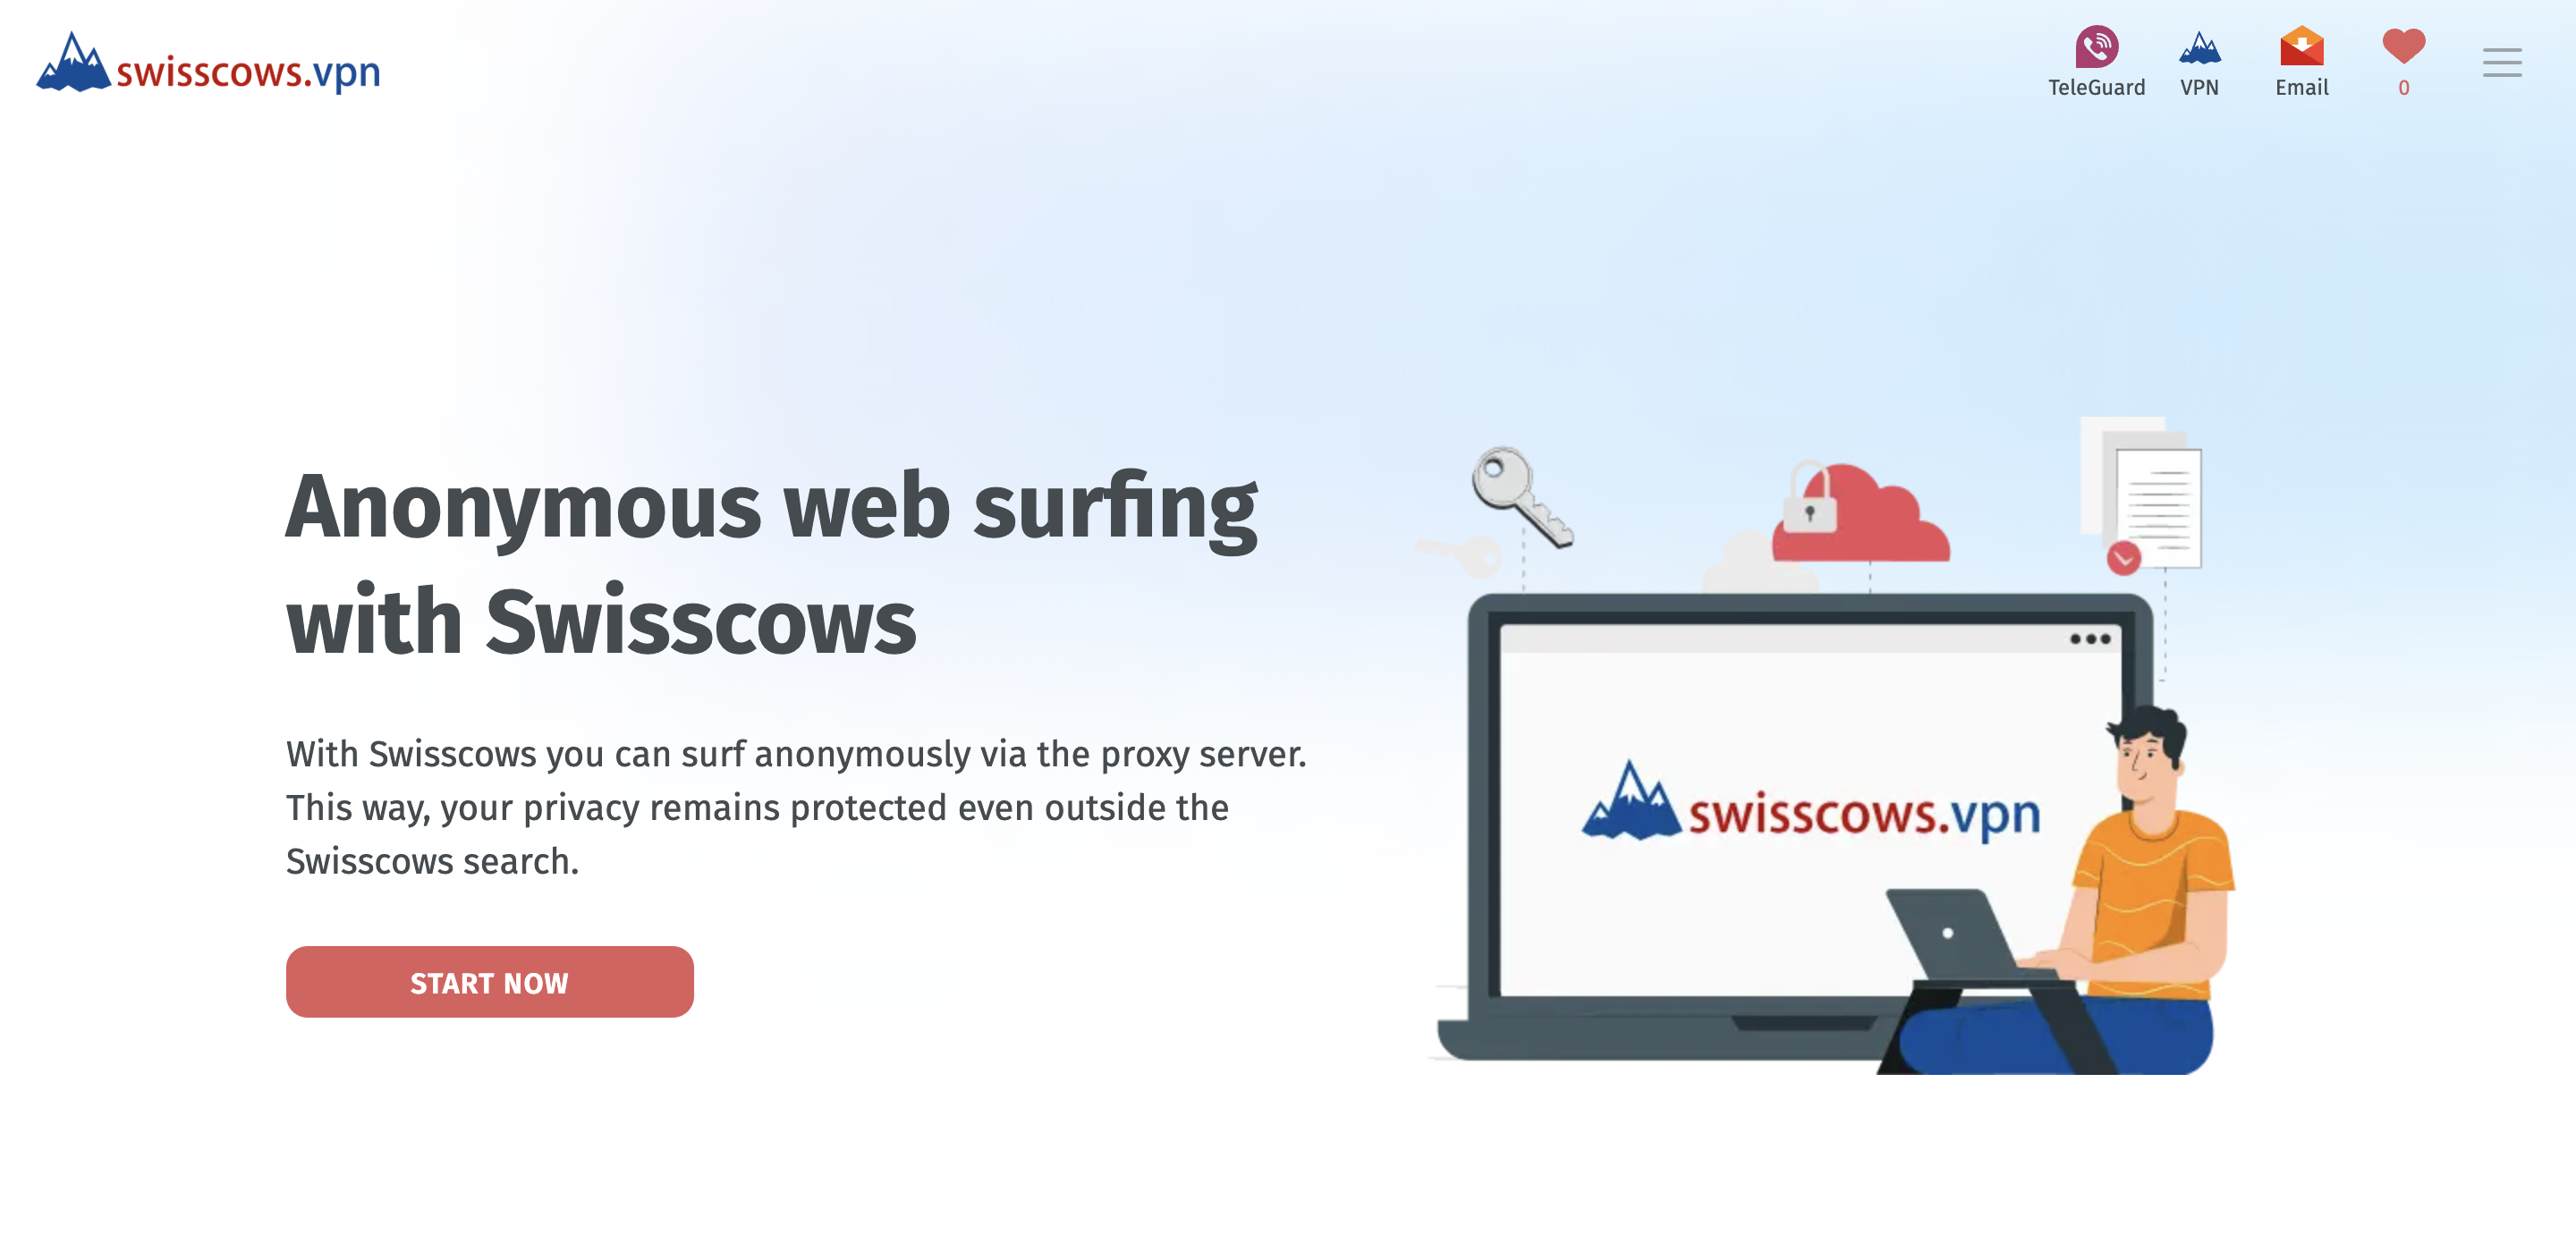 swisscows.vpn
TeleGuard
VPN
Email
0
Anonymous web surfing
with Swisscows
With Swisscows you can surf anonymously via the proxy server.
This way, your privacy remains protected even outside the
Swisscows search.
START NOW
swisscows.vpn